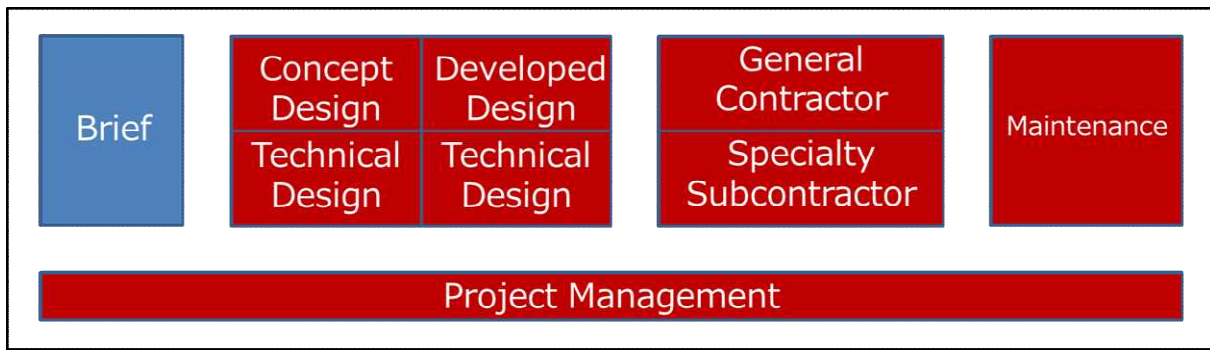 Brief
Concept
Design
Developed
Design
Technical
Design
Technical
Design
General
Contractor
Specialty
Subcontractor
Maintenance
Project Management